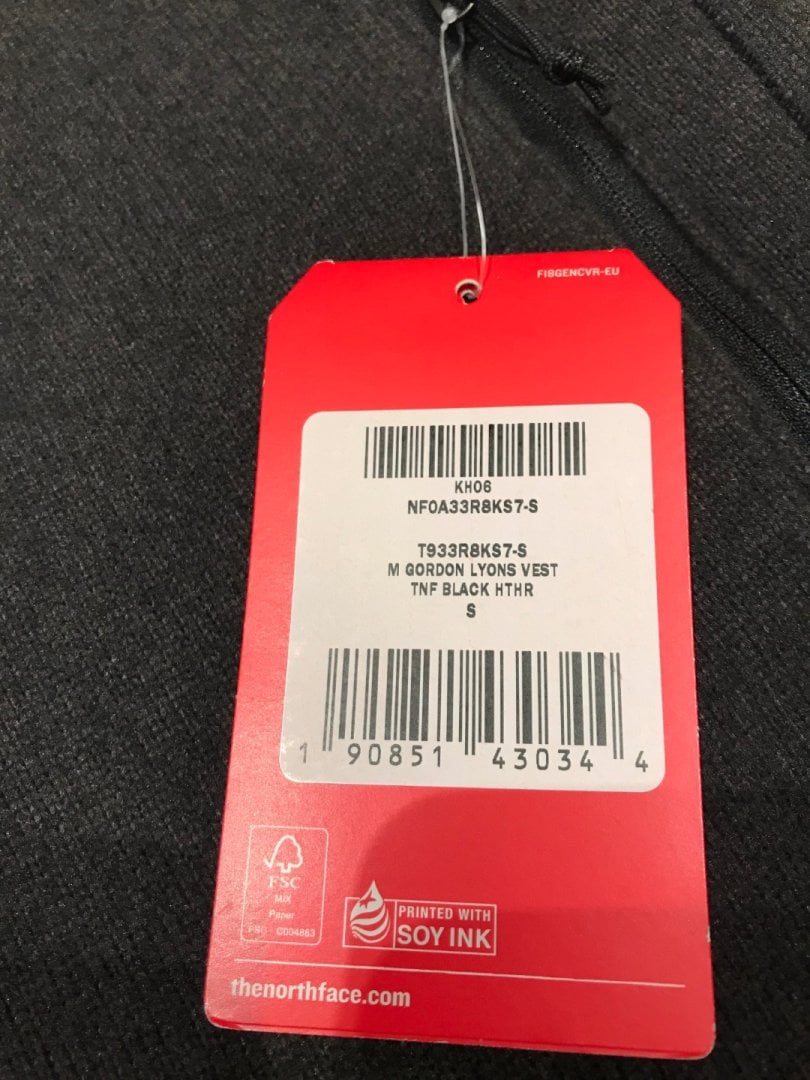 F18GENCVR-EU
KH06
NF0A33R8KS7-S
T933R8KS7-S
M GORDON LYONS VEST
TNF BLACK HTHR
S
1 90851 43034 4
FSC
MIX
Paper
FSC C004863
PRINTED WITH
SOY INK
thenorthface.com